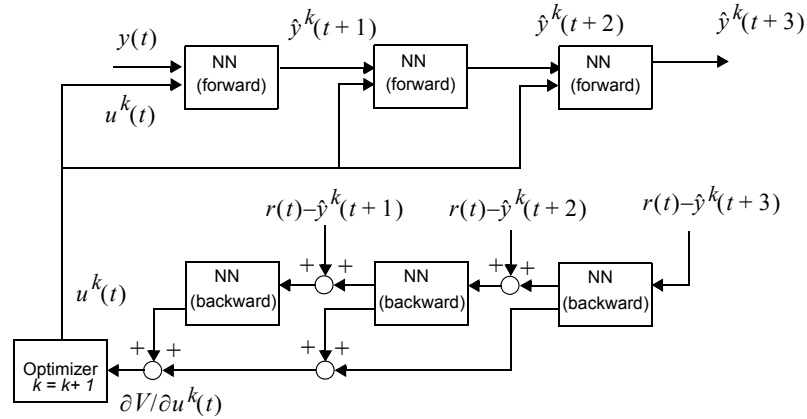 y(t)
ŷ^k(t+1)
ŷ^k(t+2)
ŷ^k(t+3)
NN
(forward)
NN
(forward)
NN
(forward)
u^k(t)
r(t)–ŷ^k(t+1)
r(t)–ŷ^k(t+2)
r(t)–ŷ^k(t+3)
+ +
+ +
NN
(backward)
NN
(backward)
NN
(backward)
u^k(t)
+ +
+ +
Optimizer
k = k+ 1
∂V/∂u^k(t)